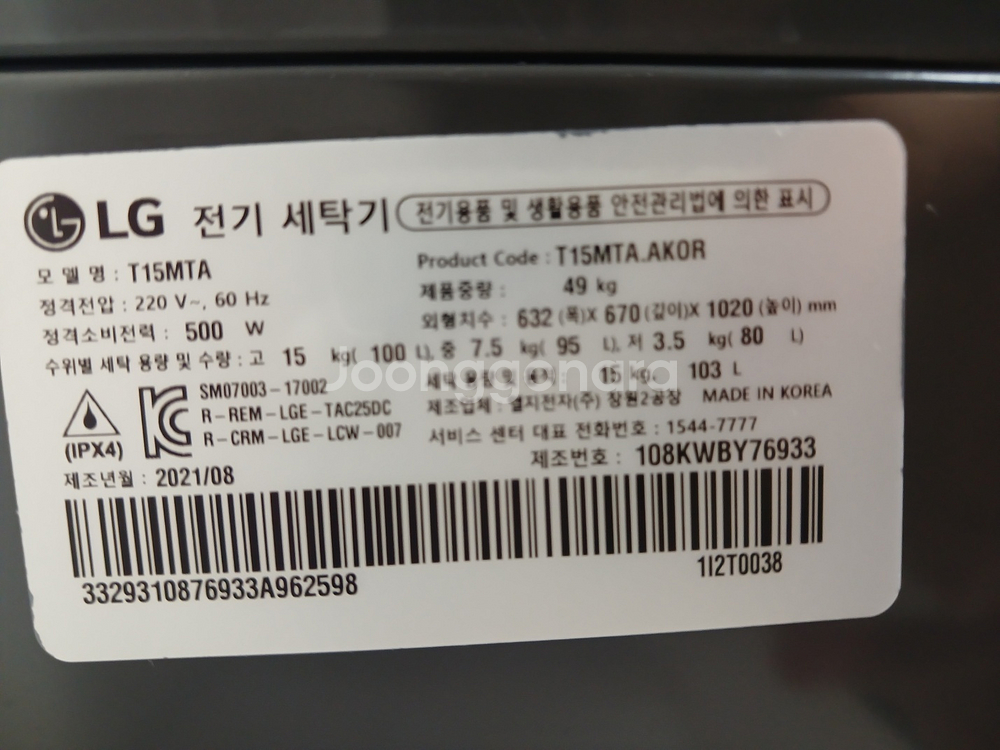 LG 전기 세탁기 전기용품 및 생활용품 안전관리법에 의한 표시
모 델 명 : T15MTA
Product Code : T15MTA.AKOR
정격전압 : 220 V~, 60 Hz
제품중량 : 49 kg
정격소비전력 : 500 W
외형치수 : 632 (폭)X 670 (깊이)X 1020 (높이) mm
수위별 세탁 용량 및 수량 : 고 15 kg( 100 L), 중 7.5 kg( 95 L), 저 3.5 kg( 80 L)
15 kg, 103 L
Joonggonara
SM07003-17002
R-REM-LGE-TAC25DC
R-CRM-LGE-LCW-007
(IPX4)
제조업체 : 엘지전자(주) 창원2공장 MADE IN KOREA
서비스 센터 대표 전화번호 : 1544-7777
제조년월 : 2021/08
제조번호 : 108KWBY76933
3329310876933A962598
1I2T0038